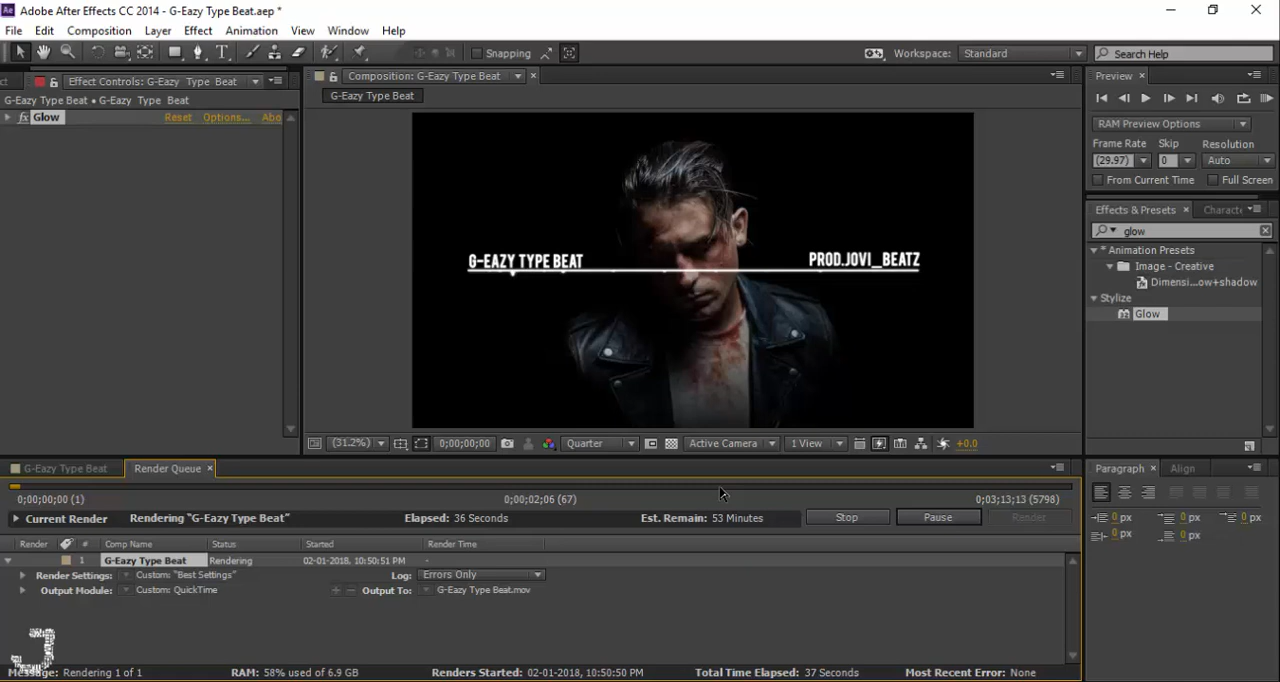 Adobe After Effects CC 2014 - G-Eazy Type Beat.aep *
File Edit Composition Layer Effect Animation View Window Help
Snapping Workspace: Standard Search Help
Effect Controls: G-Eazy Type Beat
Composition: G-Eazy Type Beat
Preview
G-Eazy Type Beat • G-Eazy Type Beat
G-Eazy Type Beat
fx Glow Reset Options... Abo
RAM Preview Options
Frame Rate Skip Resolution
(29.97) 0 Auto
From Current Time Full Screen
Effects & Presets Charact
glow
* Animation Presets
Image - Creative
Dimensi...ow+shadow
Stylize
Glow
G-EAZY TYPE BEAT
PROD.JOVI_BEATZ
(31.2%) 0;00;00;00 Quarter Active Camera 1 View +0.0
G-Eazy Type Beat Render Queue
Paragraph Align
0;00;00;00 (1) 0;00;02;06 (67) 0;03;13;13 (5798)
Current Render Rendering "G-Eazy Type Beat" Elapsed: 36 Seconds Est. Remain: 53 Minutes Stop Pause Render
0 px 0 px 0 px
0 px 0 px
Render # Comp Name Status Started Render Time
1 G-Eazy Type Beat Rendering 02-01-2018, 10:50:51 PM -
Render Settings: Custom: "Best Settings" Log: Errors Only
Output Module: Custom: QuickTime Output To: G-Eazy Type Beat.mov
J
Message: Rendering 1 of 1 RAM: 58% used of 6.9 GB Renders Started: 02-01-2018, 10:50:50 PM Total Time Elapsed: 37 Seconds Most Recent Error: None